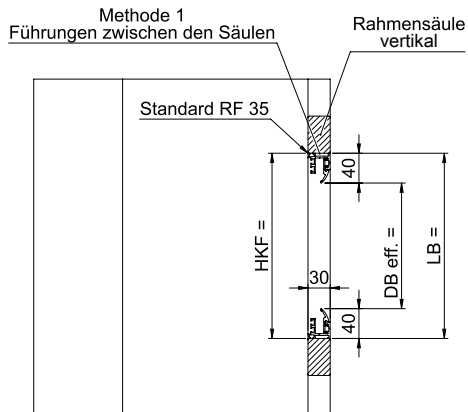 Methode 1
Führungen zwischen den Säulen
Rahmensäule
vertikal
Standard RF 35
40
HKF =
30
DB eff. =
LB =
40